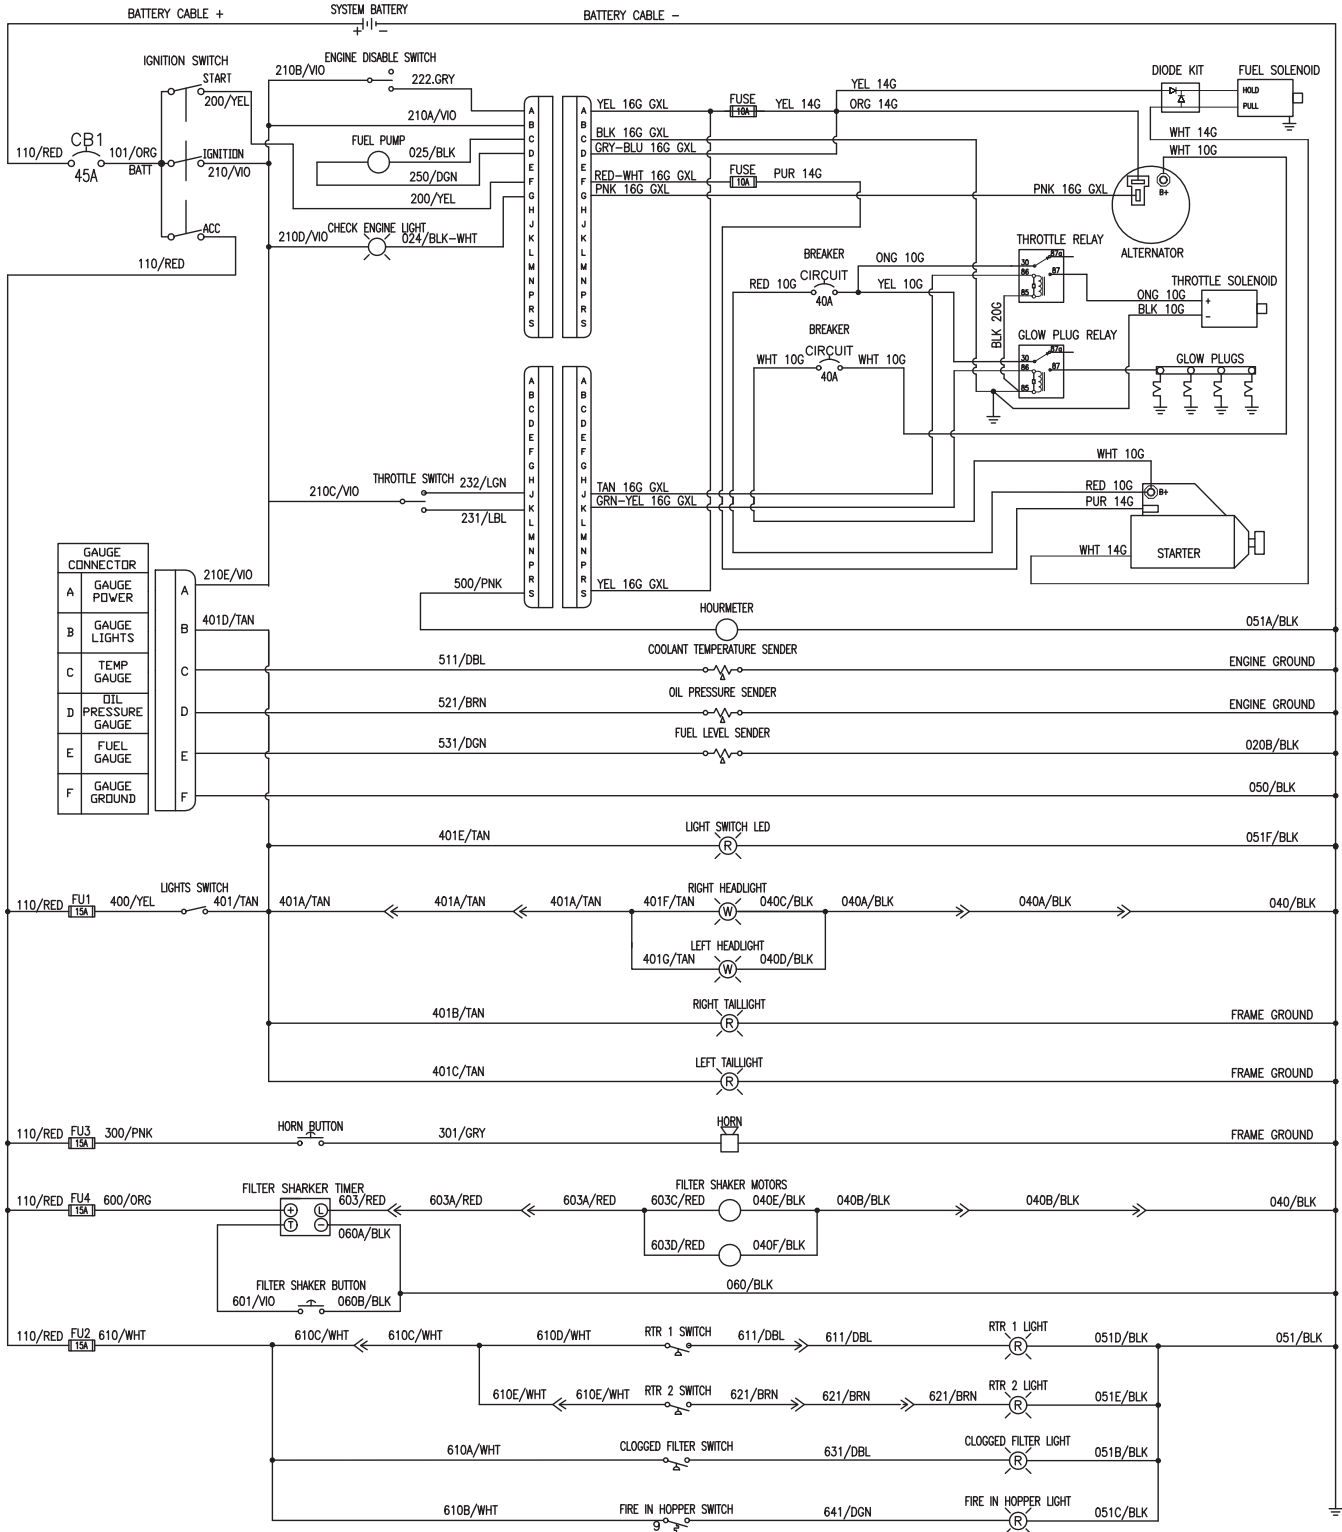 BATTERY CABLE +
SYSTEM BATTERY
+ -
BATTERY CABLE -
IGNITION SWITCH
START
200/YEL
CB1
45A
110/RED
101/ORG
BATT
IGNITION
210/VIO
ACC
110/RED
210B/VIO
ENGINE DISABLE SWITCH
222.GRY
210A/VIO
FUEL PUMP
025/BLK
250/DGN
200/YEL
210D/VIO
CHECK ENGINE LIGHT
024/BLK-WHT
A A
B B
C C
D D
E E
F F
G G
H H
J J
K K
L L
M M
N N
P P
R R
S S
YEL 16G GXL
FUSE
10A
YEL 14G
YEL 14G
ORG 14G
BLK 16G GXL
GRY-BLU 16G GXL
RED-WHT 16G GXL
FUSE
10A
PUR 14G
PNK 16G GXL
PNK 16G GXL
DIODE KIT
FUEL SOLENOID
HOLD
PULL
WHT 14G
WHT 10G
B+
ALTERNATOR
BREAKER
CIRCUIT
40A
RED 10G
ONG 10G
YEL 10G
THROTTLE RELAY
30
87a
86
87
85
THROTTLE SOLENOID
ONG 10G
BLK 10G
+
-
BLK 20G
BREAKER
CIRCUIT
40A
WHT 10G
WHT 10G
GLOW PLUG RELAY
30
87a
86
87
85
GLOW PLUGS
A A
B B
C C
D D
E E
F F
G G
H H
J J
K K
L L
M M
N N
P P
R R
S S
210C/VIO
THROTTLE SWITCH
232/LGN
231/LBL
TAN 16G GXL
GRN-YEL 16G GXL
WHT 10G
RED 10G
PUR 14G
B+
WHT 14G
STARTER
500/PNK
YEL 16G GXL
GAUGE CONNECTOR
A GAUGE POWER
B GAUGE LIGHTS
C TEMP GAUGE
D OIL PRESSURE GAUGE
E FUEL GAUGE
F GAUGE GROUND
A
B
C
D
E
F
210E/VIO
401D/TAN
HOURMETER
051A/BLK
511/DBL
COOLANT TEMPERATURE SENDER
ENGINE GROUND
521/BRN
OIL PRESSURE SENDER
ENGINE GROUND
531/DGN
FUEL LEVEL SENDER
020B/BLK
050/BLK
401E/TAN
LIGHT SWITCH LED
R
051F/BLK
110/RED
FU1
15A
400/YEL
LIGHTS SWITCH
401/TAN
401A/TAN
401A/TAN
401A/TAN
401F/TAN
RIGHT HEADLIGHT
W
040C/BLK
040A/BLK
040A/BLK
040/BLK
401G/TAN
LEFT HEADLIGHT
W
040D/BLK
401B/TAN
RIGHT TAILLIGHT
R
FRAME GROUND
401C/TAN
LEFT TAILLIGHT
R
FRAME GROUND
110/RED
FU3
15A
300/PNK
HORN BUTTON
301/GRY
HORN
FRAME GROUND
110/RED
FU4
15A
600/ORG
FILTER SHARKER TIMER
+ L
T -
603/RED
060A/BLK
603A/RED
603A/RED
603C/RED
FILTER SHAKER MOTORS
040E/BLK
040B/BLK
040B/BLK
040/BLK
603D/RED
040F/BLK
FILTER SHAKER BUTTON
601/VIO
060B/BLK
060/BLK
110/RED
FU2
15A
610/WHT
610C/WHT
610C/WHT
610D/WHT
RTR 1 SWITCH
611/DBL
611/DBL
RTR 1 LIGHT
R
051D/BLK
051/BLK
610E/WHT
610E/WHT
RTR 2 SWITCH
621/BRN
621/BRN
621/BRN
RTR 2 LIGHT
R
051E/BLK
610A/WHT
CLOGGED FILTER SWITCH
631/DBL
CLOGGED FILTER LIGHT
R
051B/BLK
610B/WHT
FIRE IN HOPPER SWITCH
9
641/DGN
FIRE IN HOPPER LIGHT
R
051C/BLK